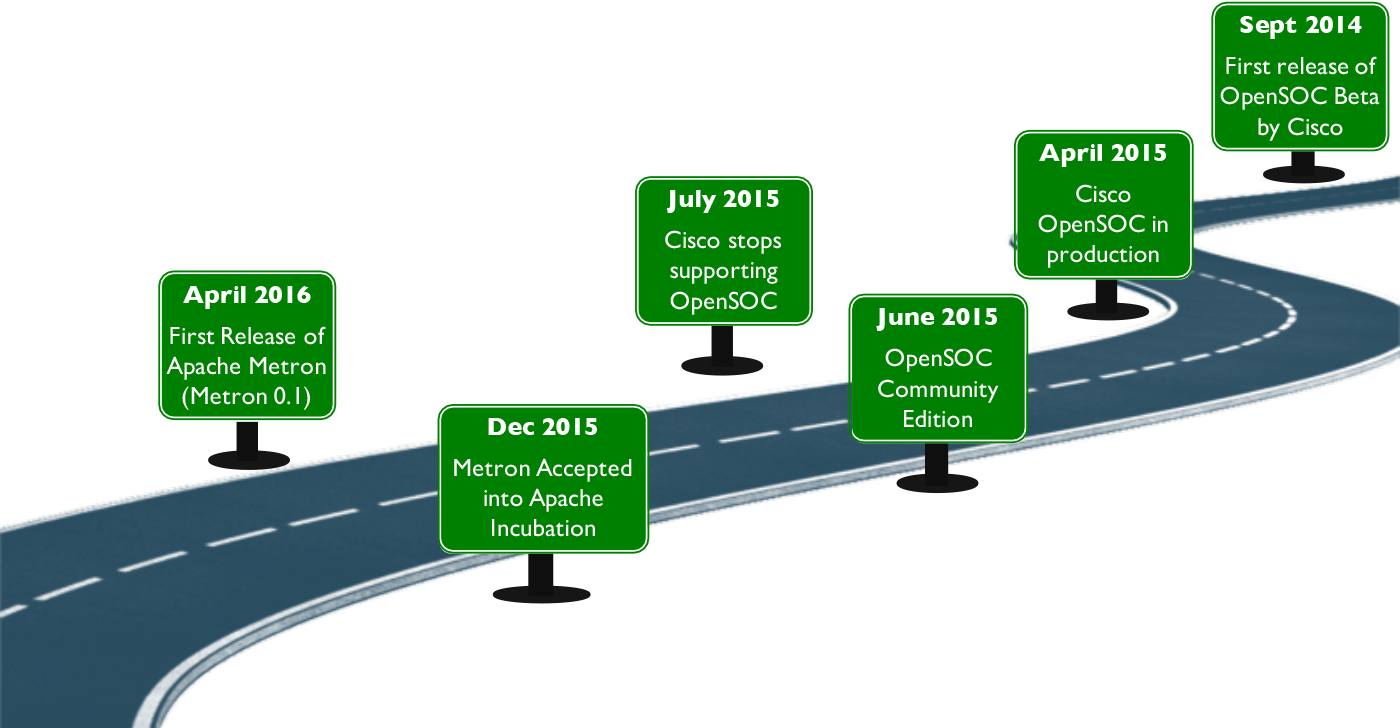 Sept 2014
First release of
OpenSOC Beta
by Cisco
April 2015
Cisco
OpenSOC in
production
June 2015
OpenSOC
Community
Edition
July 2015
Cisco stops
supporting
OpenSOC
Dec 2015
Metron Accepted
into Apache
Incubation
April 2016
First Release of
Apache Metron
(Metron 0.1)